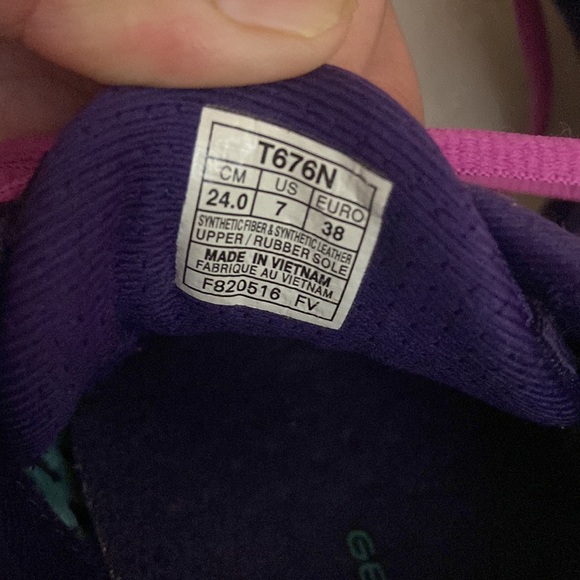 T676N
CM US EURO
24.0 7 38
SYNTHETIC FIBER & SYNTHETIC LEATHER
UPPER / RUBBER SOLE
MADE IN VIETNAM
FABRIQUE AU VIETNAM
F820516 FV
GE